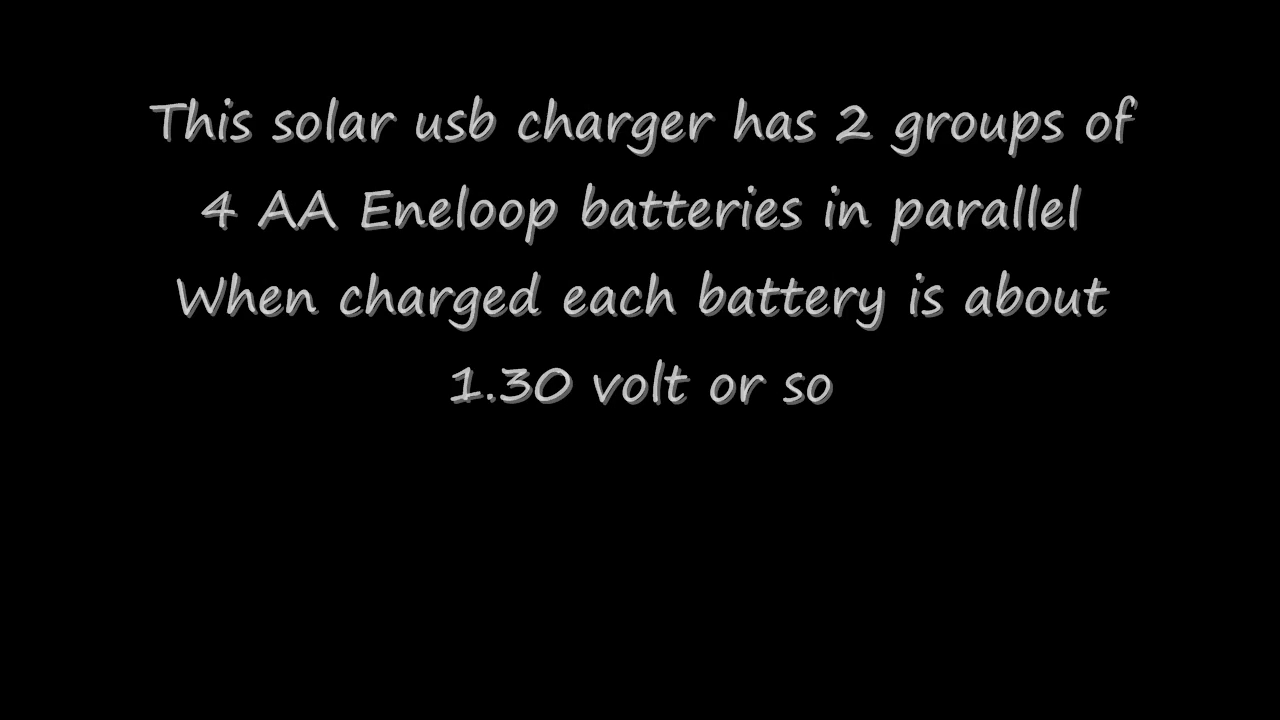 This solar usb charger has 2 groups of
4 AA Eneloop batteries in parallel
When charged each battery is about
1.30 volt or so